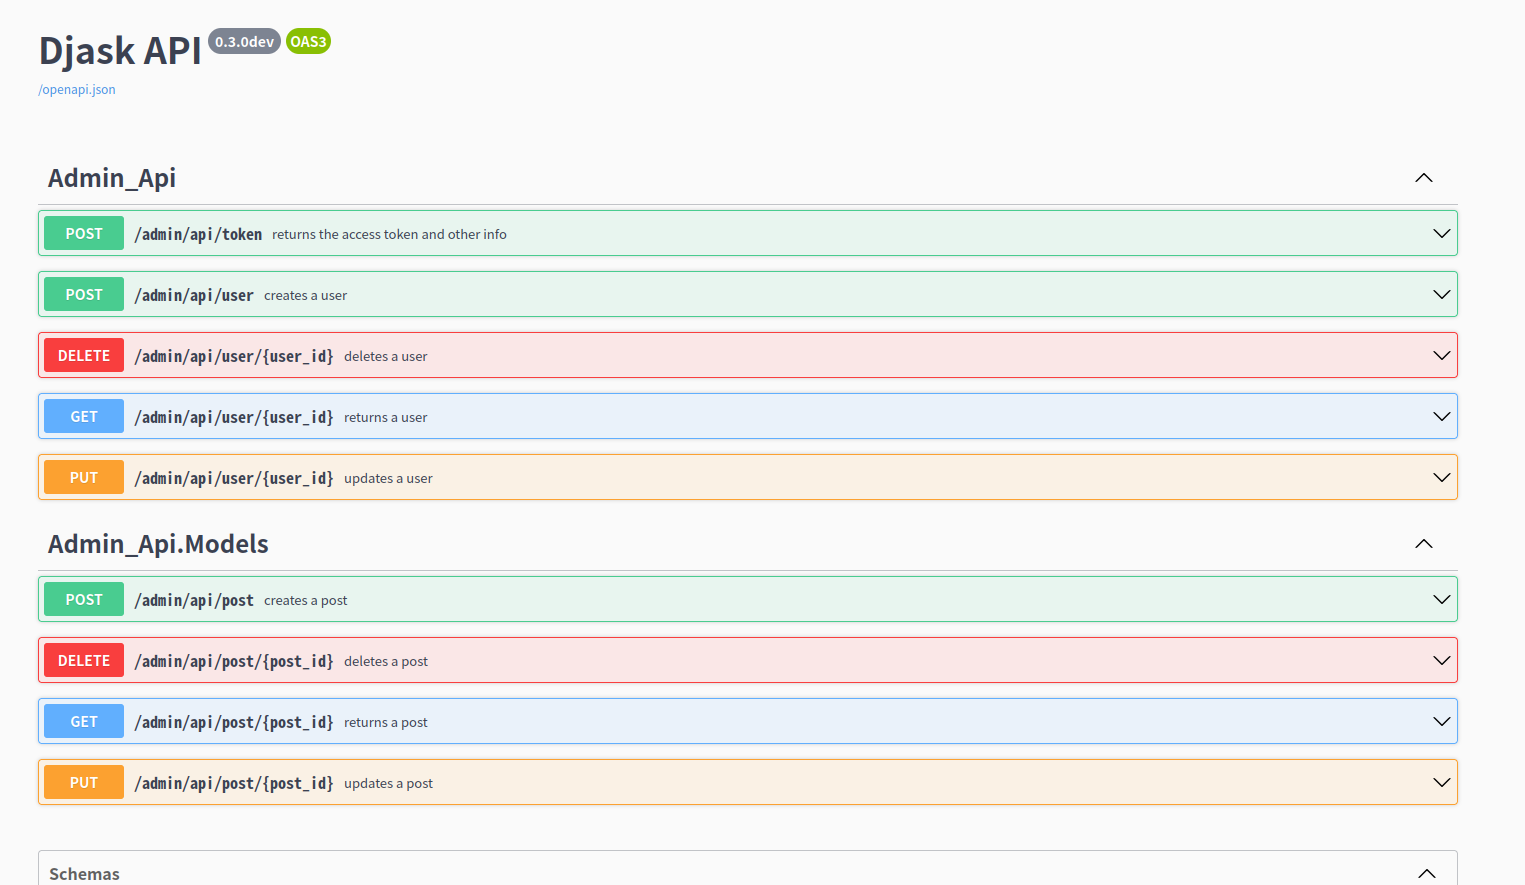 Djask API 0.3.0dev OAS3
/openapi.json
Admin_Api
POST /admin/api/token returns the access token and other info
POST /admin/api/user creates a user
DELETE /admin/api/user/{user_id} deletes a user
GET /admin/api/user/{user_id} returns a user
PUT /admin/api/user/{user_id} updates a user
Admin_Api.Models
POST /admin/api/post creates a post
DELETE /admin/api/post/{post_id} deletes a post
GET /admin/api/post/{post_id} returns a post
PUT /admin/api/post/{post_id} updates a post
Schemas